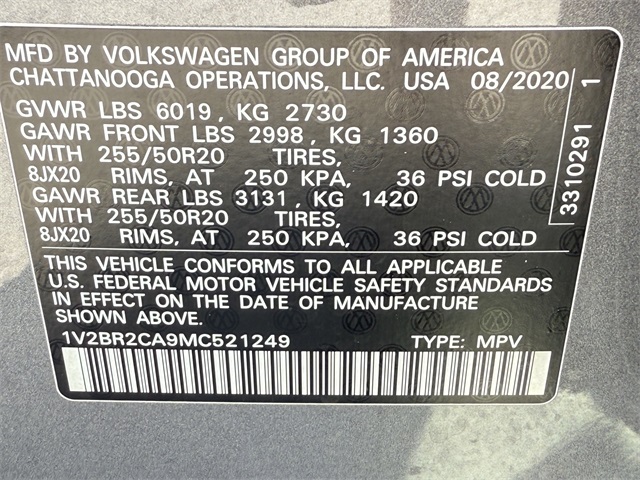 MFD BY VOLKSWAGEN GROUP OF AMERICA
CHATTANOOGA OPERATIONS, LLC. USA 08/2020
GVWR LBS 6019, KG 2730
GAWR FRONT LBS 2998, KG 1360
WITH 255/50R20 TIRES,
8JX20 RIMS, AT 250 KPA, 36 PSI COLD
GAWR REAR LBS 3131, KG 1420
WITH 255/50R20 TIRES,
8JX20 RIMS, AT 250 KPA, 36 PSI COLD
THIS VEHICLE CONFORMS TO ALL APPLICABLE
U.S. FEDERAL MOTOR VEHICLE SAFETY STANDARDS
IN EFFECT ON THE DATE OF MANUFACTURE
SHOWN ABOVE.
1V2BR2CA9MC521249 TYPE: MPV
3310291 1